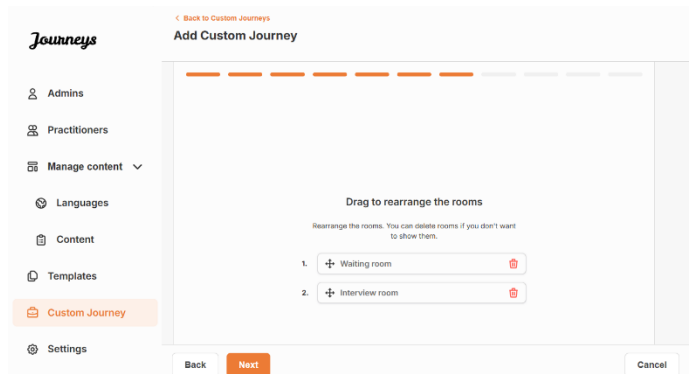 Journeys
Admins
Practitioners
Manage content
Languages
Content
Templates
Custom Journey
Settings
< Back to Custom Journeys
Add Custom Journey
Drag to rearrange the rooms
Rearrange the rooms. You can delete rooms if you don't want
to show them.
1. Waiting room
2. Interview room
Back Next Cancel